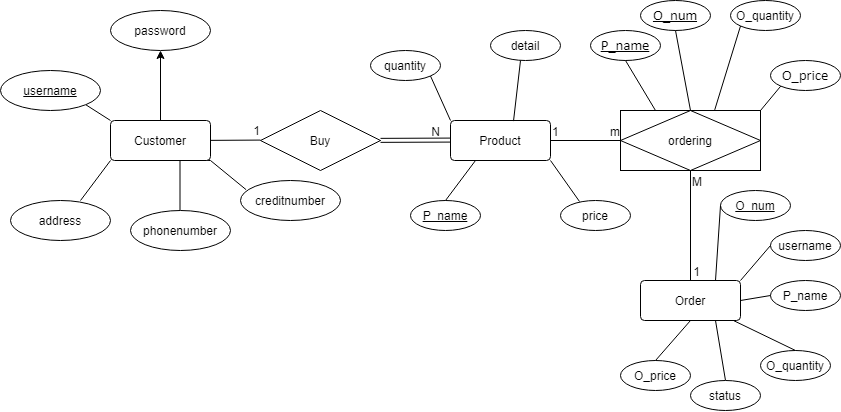 O_num
O_quantity
password
P_name
detail
quantity
O_price
username
1
N
1
m
Customer
Buy
Product
ordering
M
creditnumber
O_num
address
P_name
price
phonenumber
username
1
P_name
Order
O_quantity
O_price
status